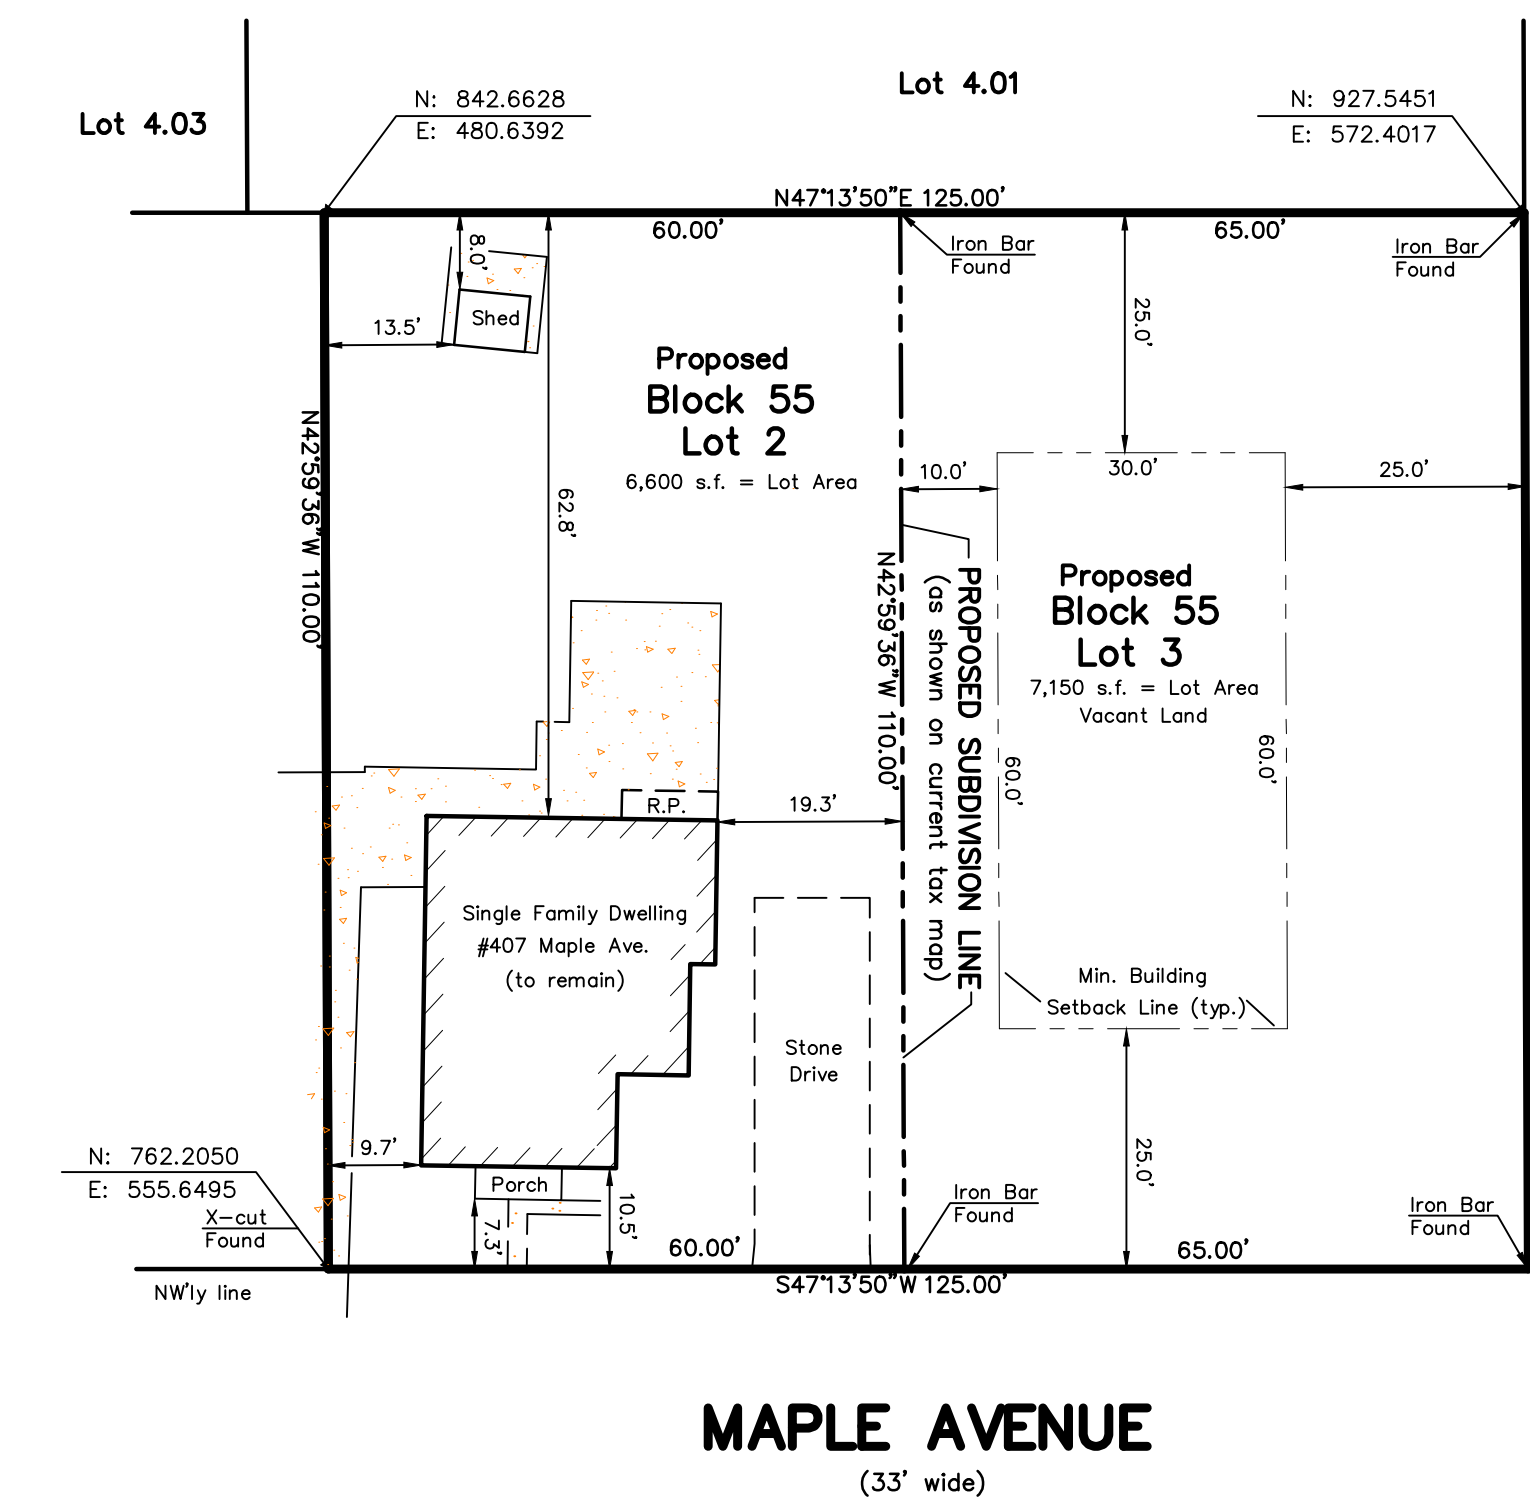 Lot 4.01
Lot 4.03
N: 842.6628
E: 480.6392
N: 927.5451
E: 572.4017
N47°13'50"E 125.00'
60.00'
65.00'
Iron Bar
Found
Iron Bar
Found
8.0'
Shed
13.5'
25.0'
Proposed
Block 55
Lot 2
6,600 s.f. = Lot Area
N42°59'36"W 110.00'
62.8'
10.0'
30.0'
25.0'
N42°59'36"W 110.00'
PROPOSED SUBDIVISION LINE
(as shown on current tax map)
Proposed
Block 55
Lot 3
7,150 s.f. = Lot Area
Vacant Land
60.0'
60.0'
R.P.
19.3'
Single Family Dwelling
#407 Maple Ave.
(to remain)
Min. Building
Setback Line (typ.)
Stone
Drive
9.7'
N: 762.2050
E: 555.6495
X-cut
Found
Porch
7.3'
10.5'
25.0'
Iron Bar
Found
Iron Bar
Found
60.00'
65.00'
S47°13'50"W 125.00'
NW'ly line
MAPLE AVENUE
(33' wide)